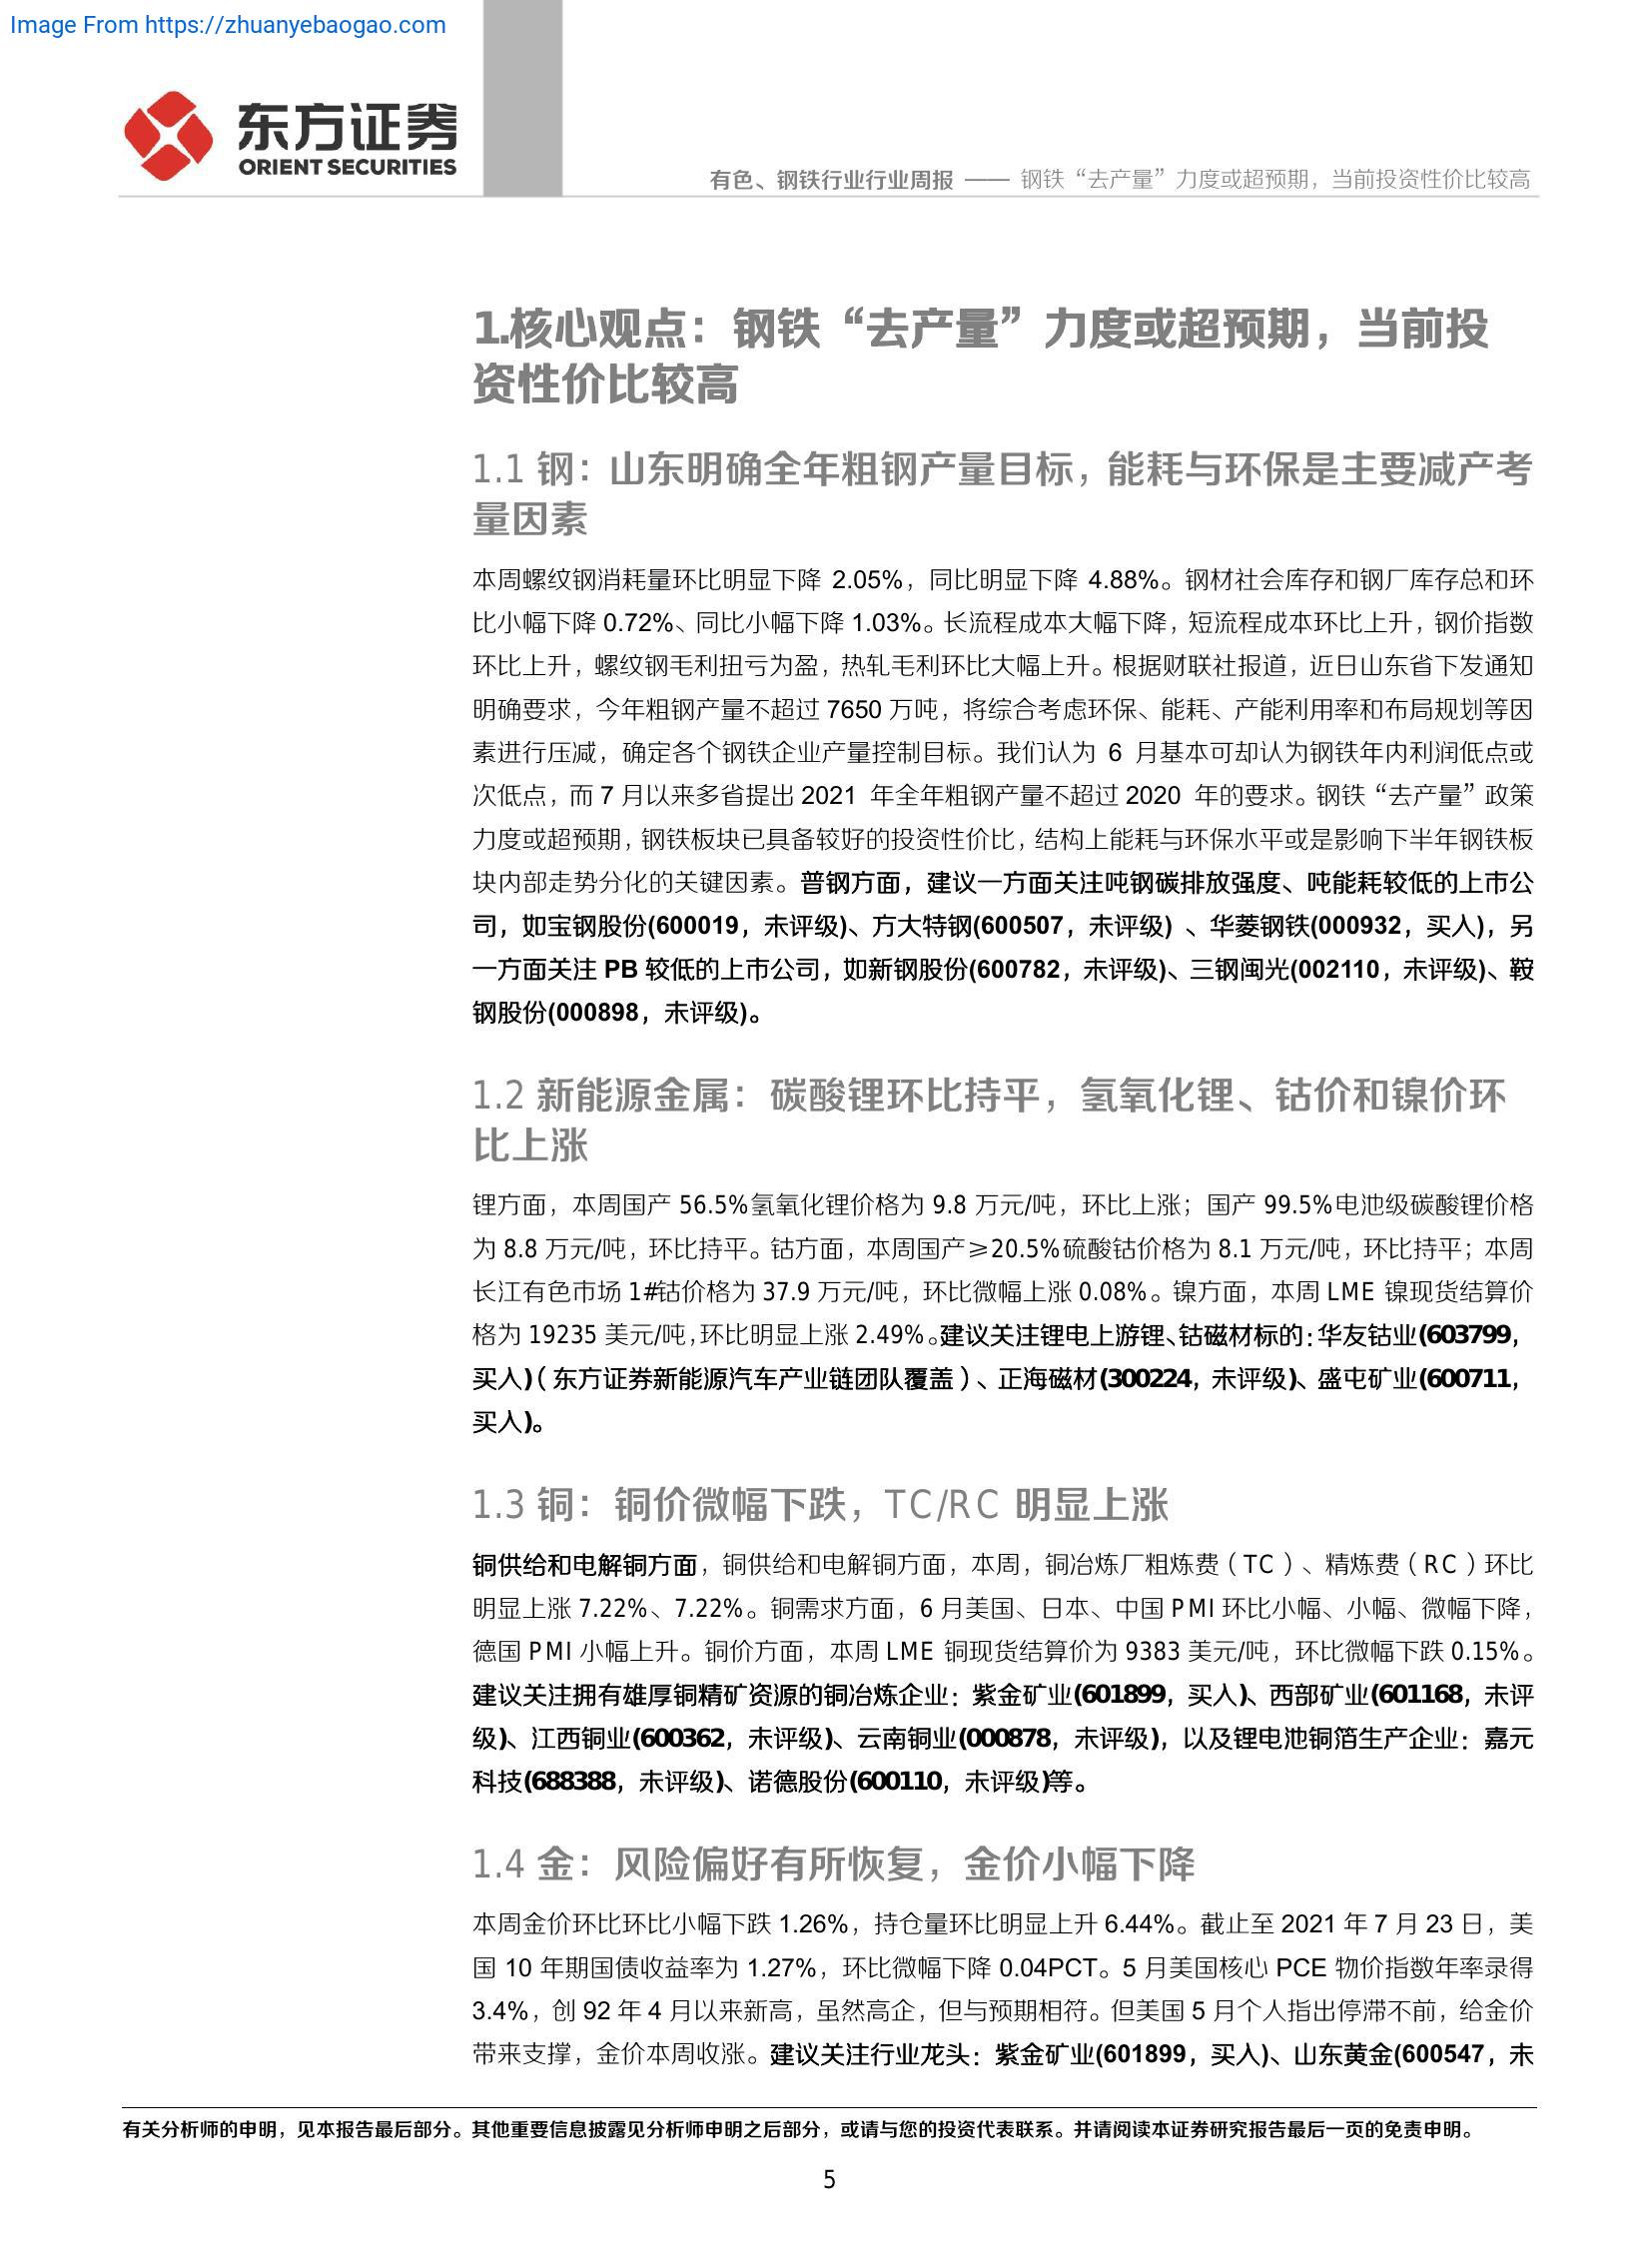 Image From https://zhuanyebaogao.com
东方证券
ORIENT SECURITIES
有色、钢铁行业行业周报 —— 钢铁“去产量”力度或超预期，当前投资性价比较高
1.核心观点：钢铁“去产量”力度或超预期，当前投
资性价比较高
1.1 钢：山东明确全年粗钢产量目标，能耗与环保是主要减产考
量因素
本周螺纹钢消耗量环比明显下降 2.05%，同比明显下降 4.88%。钢材社会库存和钢厂库存总和环
比小幅下降 0.72%、同比小幅下降 1.03%。长流程成本大幅下降，短流程成本环比上升，钢价指数
环比上升，螺纹钢毛利扭亏为盈，热轧毛利环比大幅上升。根据财联社报道，近日山东省下发通知
明确要求，今年粗钢产量不超过 7650 万吨，将综合考虑环保、能耗、产能利用率和布局规划等因
素进行压减，确定各个钢铁企业产量控制目标。我们认为 6 月基本可却认为钢铁年内利润低点或
次低点，而 7 月以来多省提出 2021 年全年粗钢产量不超过 2020 年的要求。钢铁“去产量”政策
力度或超预期，钢铁板块已具备较好的投资性价比，结构上能耗与环保水平或是影响下半年钢铁板
块内部走势分化的关键因素。普钢方面，建议一方面关注吨钢碳排放强度、吨能耗较低的上市公
司，如宝钢股份(600019，未评级)、方大特钢(600507，未评级) 、华菱钢铁(000932，买入)，另
一方面关注 PB 较低的上市公司，如新钢股份(600782，未评级)、三钢闽光(002110，未评级)、鞍
钢股份(000898，未评级)。
1.2 新能源金属：碳酸锂环比持平，氢氧化锂、钴价和镍价环
比上涨
锂方面，本周国产 56.5%氢氧化锂价格为 9.8 万元/吨，环比上涨；国产 99.5%电池级碳酸锂价格
为 8.8 万元/吨，环比持平。钴方面，本周国产≥20.5%硫酸钴价格为 8.1 万元/吨，环比持平；本周
长江有色市场 1#钴价格为 37.9 万元/吨，环比微幅上涨 0.08%。镍方面，本周 LME 镍现货结算价
格为 19235 美元/吨，环比明显上涨 2.49%。建议关注锂电上游锂、钴磁材标的：华友钴业(603799，
买入)（东方证券新能源汽车产业链团队覆盖）、正海磁材(300224，未评级)、盛屯矿业(600711，
买入)。
1.3 铜：铜价微幅下跌，TC/RC 明显上涨
铜供给和电解铜方面，铜供给和电解铜方面，本周，铜冶炼厂粗炼费（TC）、精炼费（RC）环比
明显上涨 7.22%、7.22%。铜需求方面，6 月美国、日本、中国 PMI 环比小幅、小幅、微幅下降，
德国 PMI 小幅上升。铜价方面，本周 LME 铜现货结算价为 9383 美元/吨，环比微幅下跌 0.15%。
建议关注拥有雄厚铜精矿资源的铜冶炼企业：紫金矿业(601899，买入)、西部矿业(601168，未评
级)、江西铜业(600362，未评级)、云南铜业(000878，未评级)，以及锂电池铜箔生产企业：嘉元
科技(688388，未评级)、诺德股份(600110，未评级)等。
1.4 金：风险偏好有所恢复，金价小幅下降
本周金价环比环比小幅下跌 1.26%，持仓量环比明显上升 6.44%。截止至 2021 年 7 月 23 日，美
国 10 年期国债收益率为 1.27%，环比微幅下降 0.04PCT。5 月美国核心 PCE 物价指数年率录得
3.4%，创 92 年 4 月以来新高，虽然高企，但与预期相符。但美国 5 月个人指出停滞不前，给金价
带来支撑，金价本周收涨。建议关注行业龙头：紫金矿业(601899，买入)、山东黄金(600547，未
有关分析师的申明，见本报告最后部分。其他重要信息披露见分析师申明之后部分，或请与您的投资代表联系。并请阅读本证券研究报告最后一页的免责申明。
5